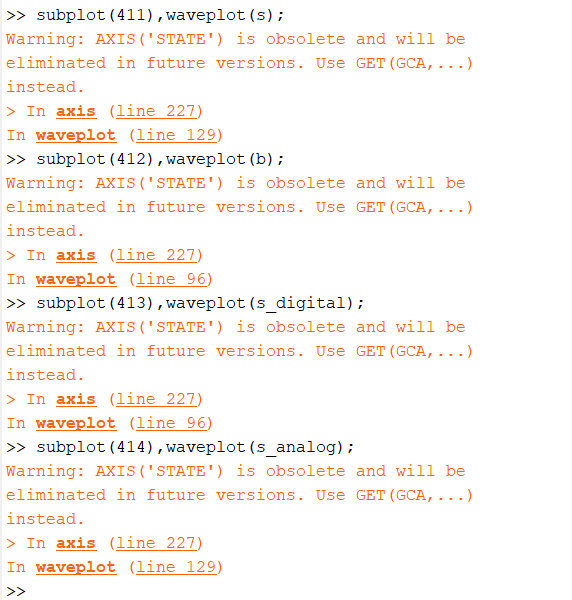 >> subplot(411),waveplot(s);
Warning: AXIS('STATE') is obsolete and will be
eliminated in future versions. Use GET(GCA,...)
instead.
> In axis (line 227)
In waveplot (line 129)
>> subplot(412),waveplot(b);
Warning: AXIS('STATE') is obsolete and will be
eliminated in future versions. Use GET(GCA,...)
instead.
> In axis (line 227)
In waveplot (line 96)
>> subplot(413),waveplot(s_digital);
Warning: AXIS('STATE') is obsolete and will be
eliminated in future versions. Use GET(GCA,...)
instead.
> In axis (line 227)
In waveplot (line 96)
>> subplot(414),waveplot(s_analog);
Warning: AXIS('STATE') is obsolete and will be
eliminated in future versions. Use GET(GCA,...)
instead.
> In axis (line 227)
In waveplot (line 129)
>>